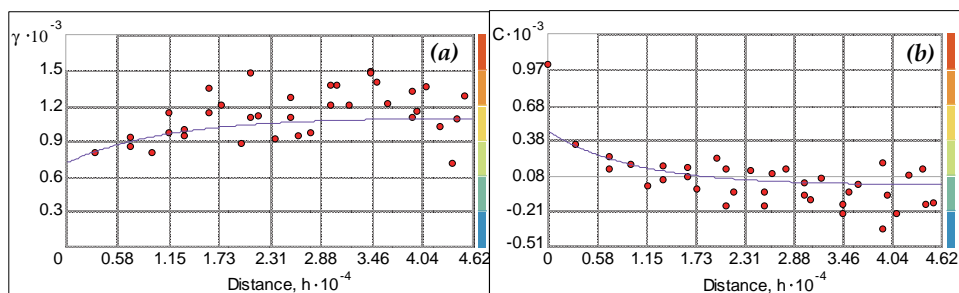 γ ·10⁻³
(a)
1.5
1.2
0.9
0.6
0.3
0 0.58 1.15 1.73 2.31 2.88 3.46 4.04 4.62
Distance, h · 10⁻⁴
C ·10⁻³
(b)
0.97
0.68
0.38
0.08
-0.21
-0.51
0 0.58 1.15 1.73 2.31 2.88 3.46 4.04 4.62
Distance, h · 10⁻⁴